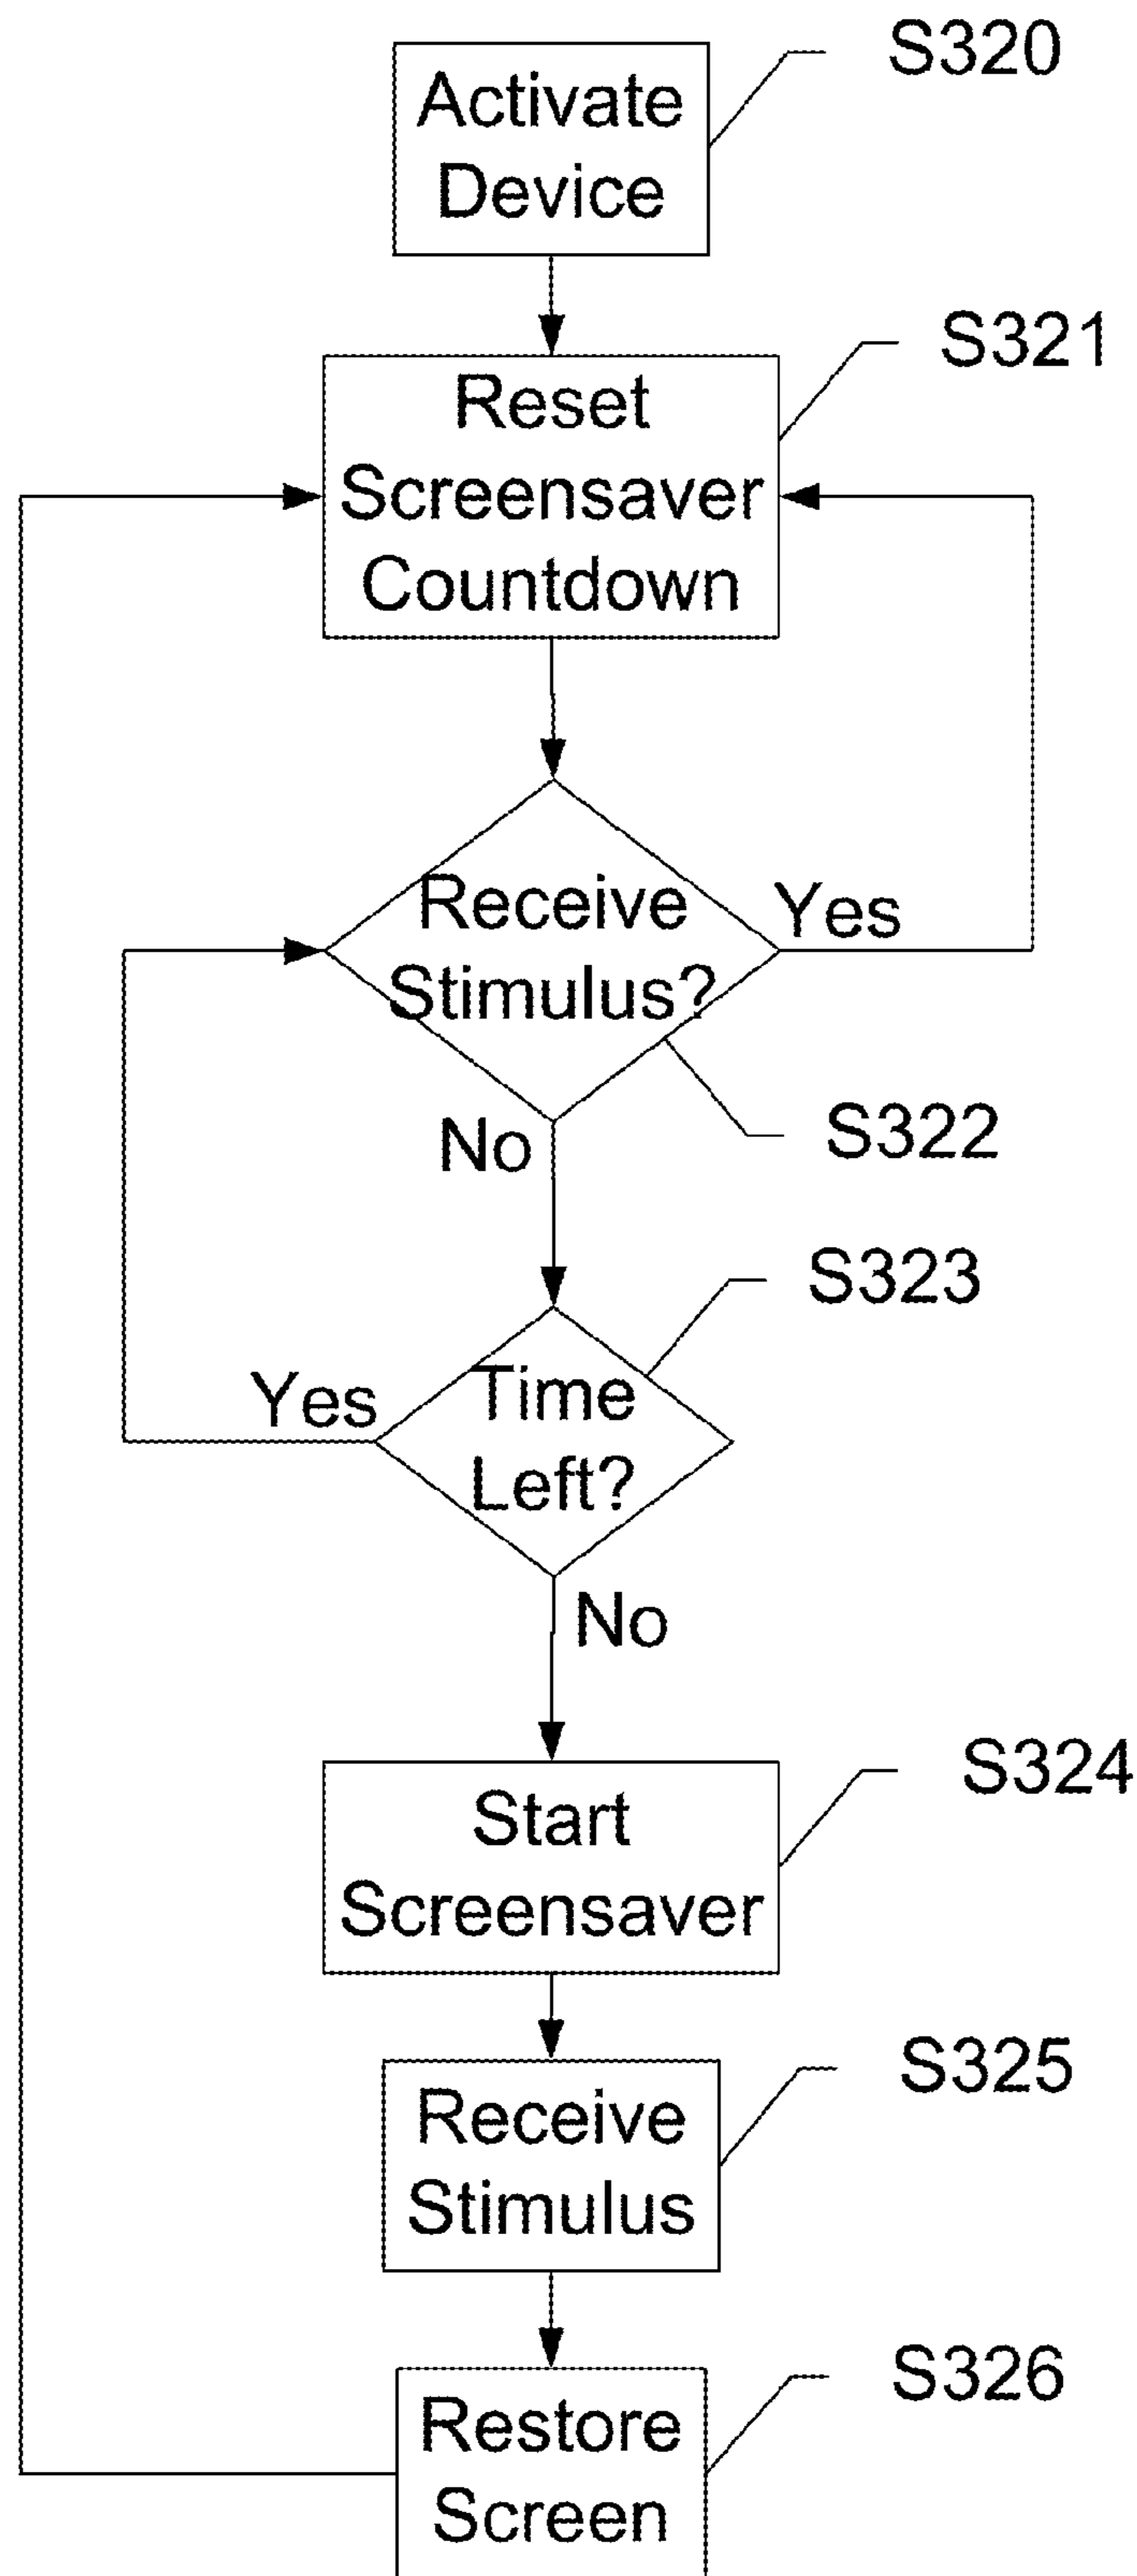 Activate
Device
S320
Reset
Screensaver
Countdown
S321
Receive
Stimulus?
Yes
No
S322
S323
Time
Left?
Yes
No
Start
Screensaver
S324
Receive
Stimulus
S325
Restore
Screen
S326